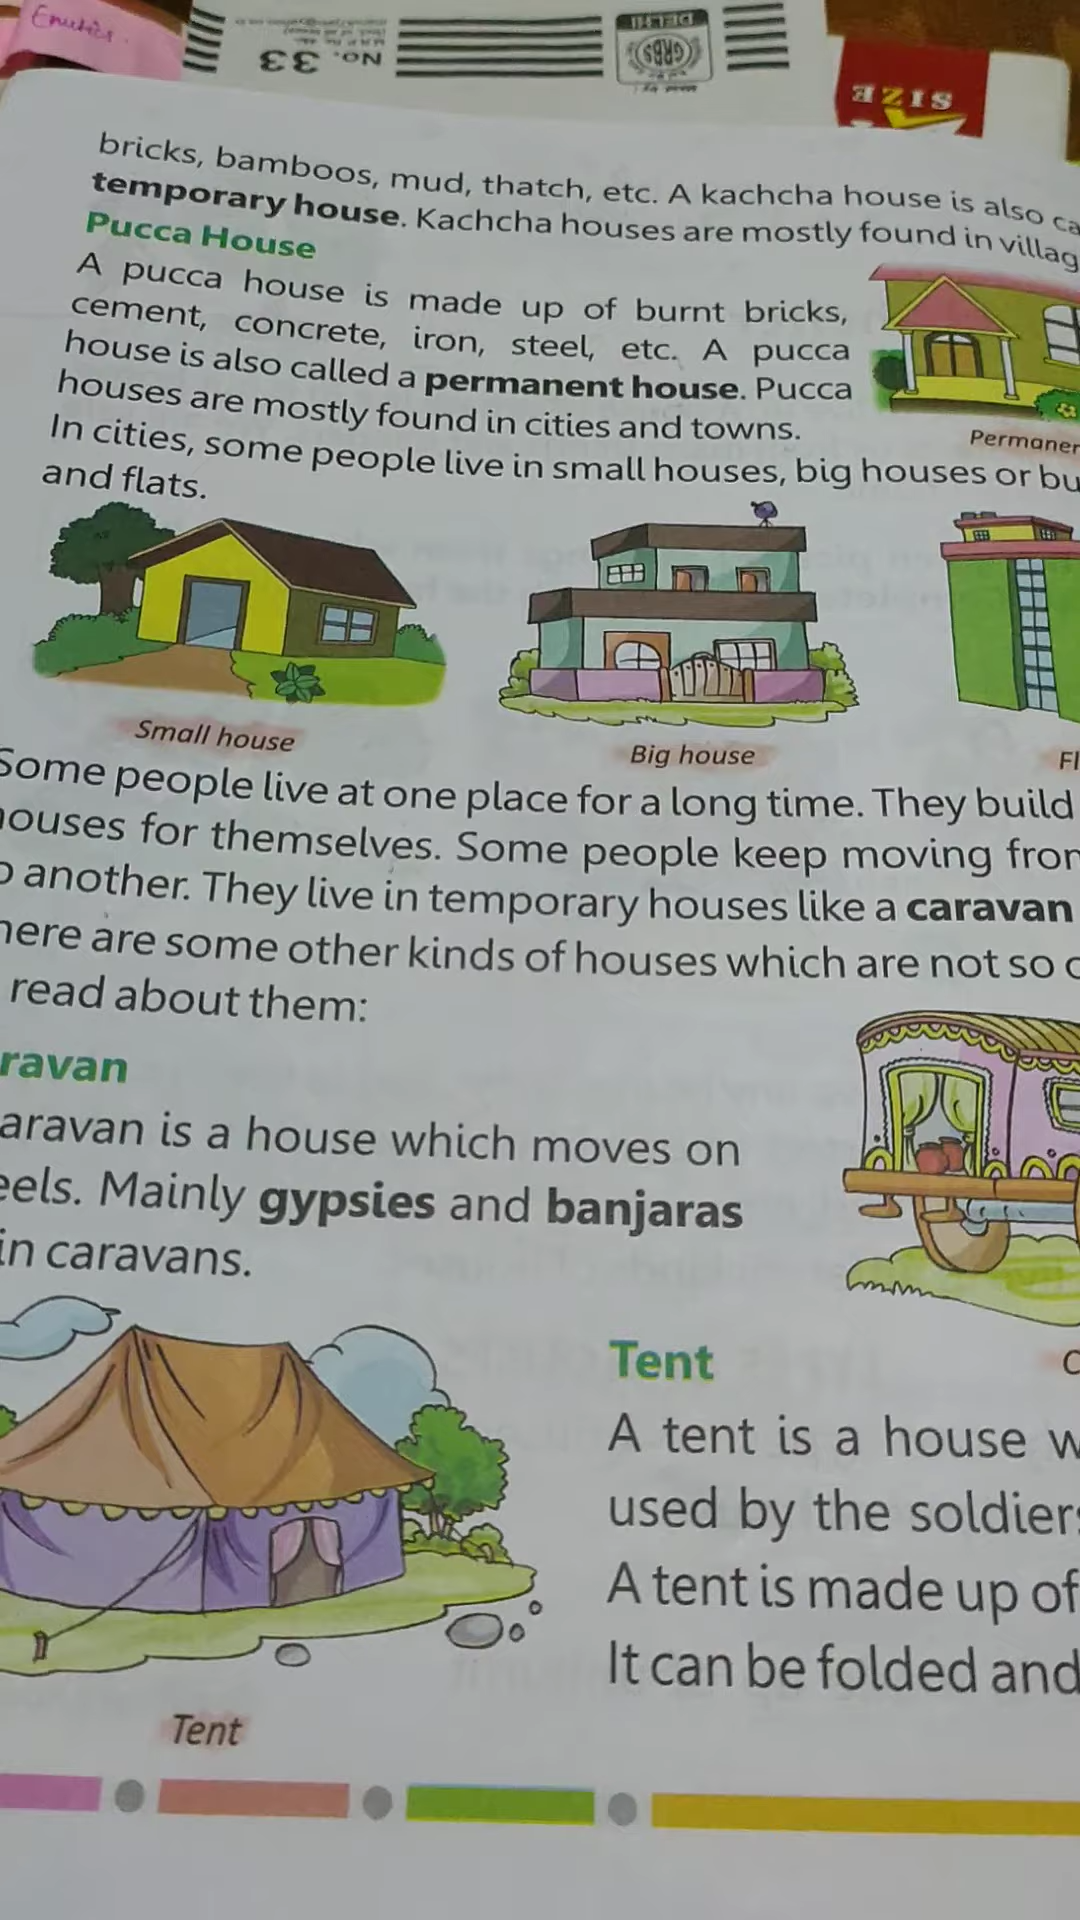 Enuties.
No. 33
GRBS
DELHI
SIZE
bricks, bamboos, mud, thatch, etc. A kachcha house is also ca
temporary house. Kachcha houses are mostly found in villag
Pucca House
A pucca house is made up of burnt bricks,
cement, concrete, iron, steel, etc. A pucca
house is also called a permanent house. Pucca
houses are mostly found in cities and towns.
Permanen
In cities, some people live in small houses, big houses or bu
and flats.
Small house
Big house
Fl
Some people live at one place for a long time. They build
houses for themselves. Some people keep moving from
o another. They live in temporary houses like a caravan
here are some other kinds of houses which are not so c
read about them:
ravan
aravan is a house which moves on
eels. Mainly gypsies and banjaras
in caravans.
C
Tent
A tent is a house w
used by the soldiers
A tent is made up of
It can be folded and
Tent